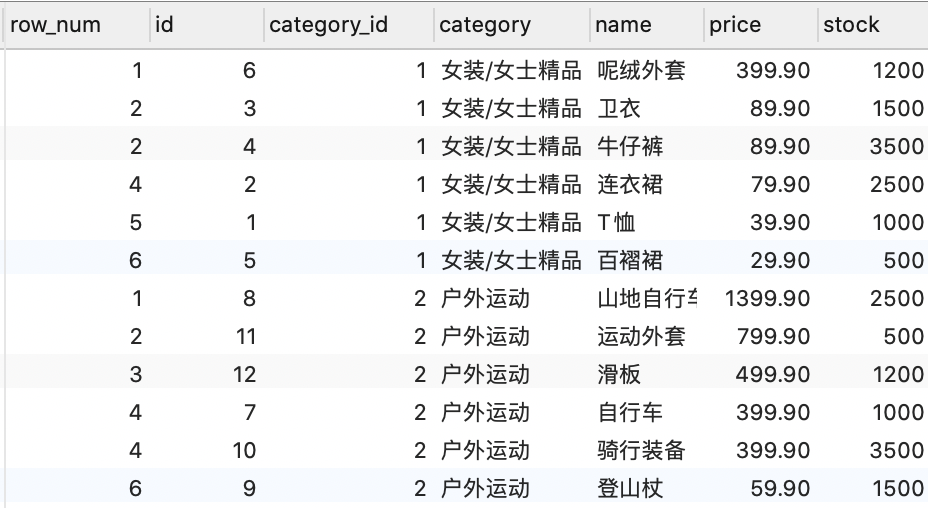 row_num id category_id category name price stock
1 6 1 女装/女士精品 呢绒外套 399.90 1200
2 3 1 女装/女士精品 卫衣 89.90 1500
2 4 1 女装/女士精品 牛仔裤 89.90 3500
4 2 1 女装/女士精品 连衣裙 79.90 2500
5 1 1 女装/女士精品 T恤 39.90 1000
6 5 1 女装/女士精品 百褶裙 29.90 500
1 8 2 户外运动 山地自行车 1399.90 2500
2 11 2 户外运动 运动外套 799.90 500
3 12 2 户外运动 滑板 499.90 1200
4 7 2 户外运动 自行车 399.90 1000
4 10 2 户外运动 骑行装备 399.90 3500
6 9 2 户外运动 登山杖 59.90 1500